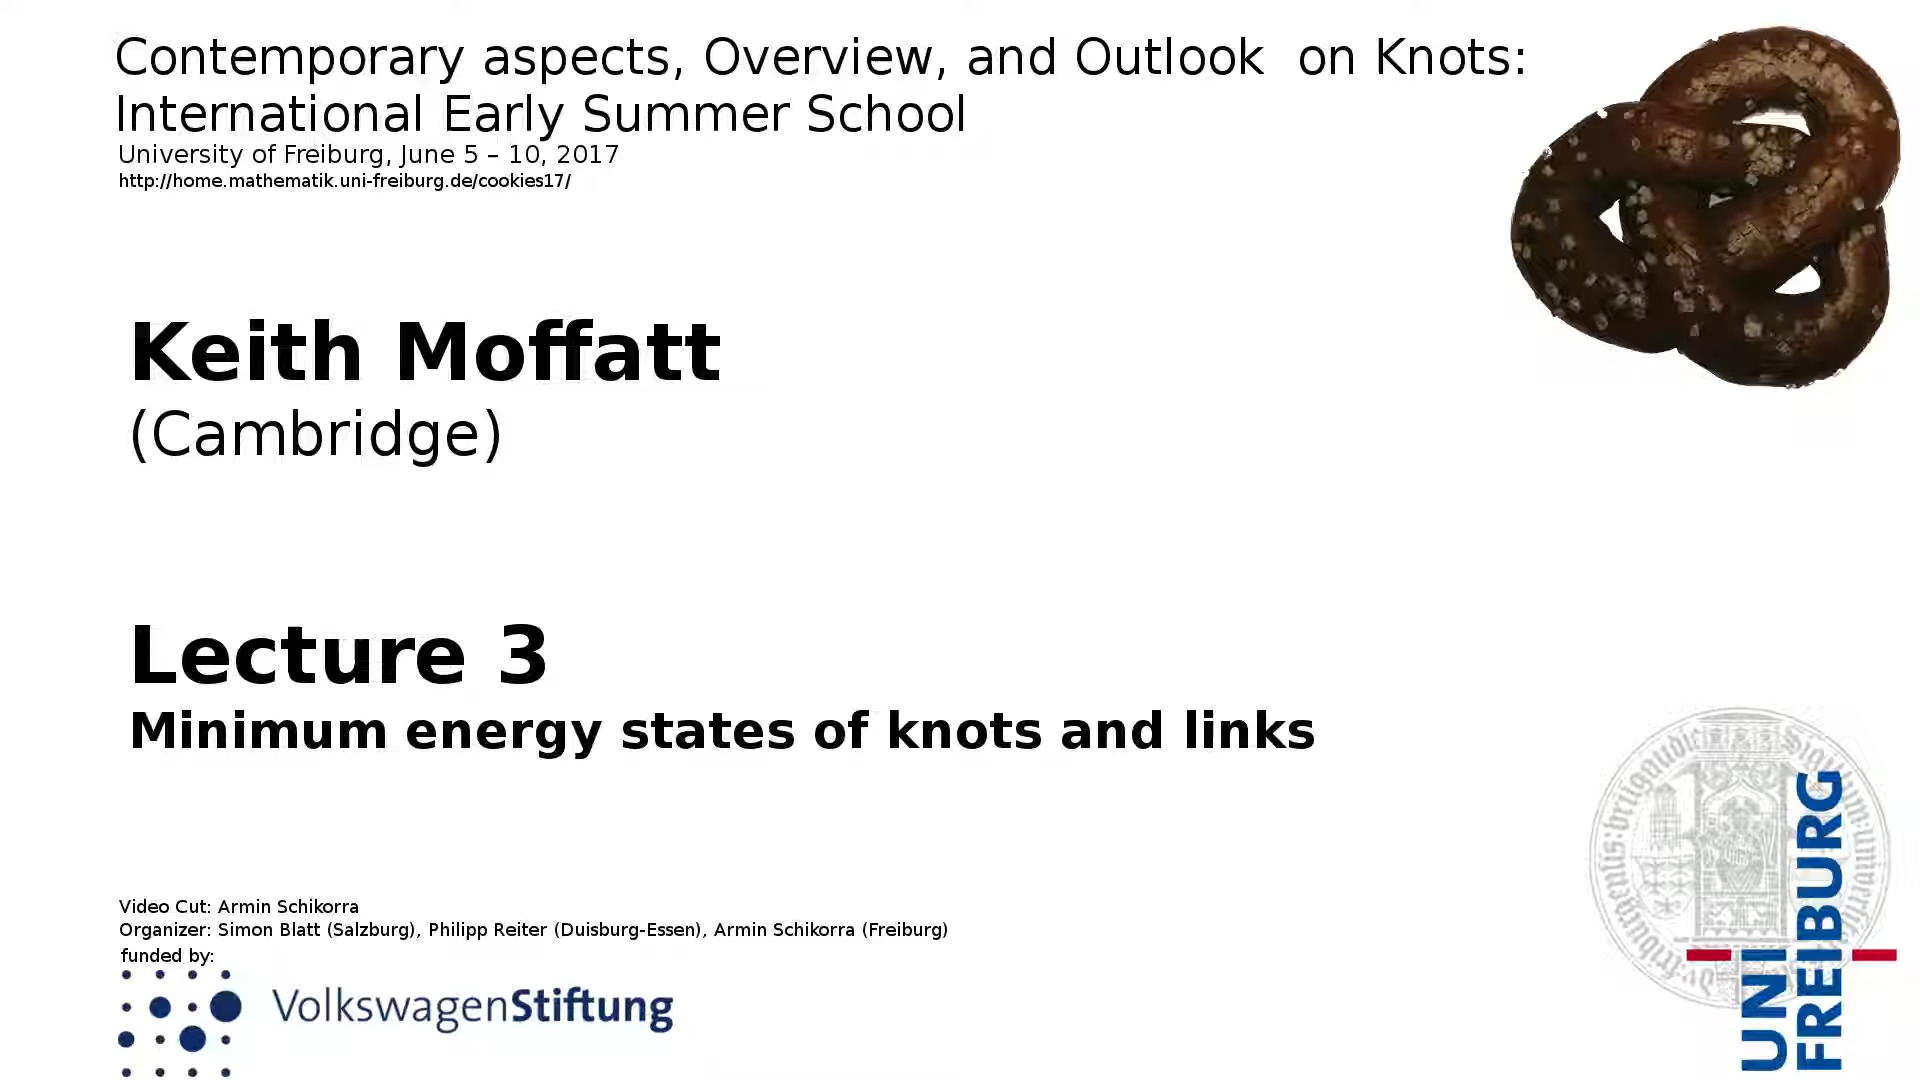 Contemporary aspects, Overview, and Outlook  on Knots:
International Early Summer School
University of Freiburg, June 5 – 10, 2017
http://home.mathematik.uni-freiburg.de/cookies17/
Keith Moffatt
(Cambridge)
Lecture 3
Minimum energy states of knots and links
Video Cut: Armin Schikorra
Organizer: Simon Blatt (Salzburg), Philipp Reiter (Duisburg-Essen), Armin Schikorra (Freiburg)
funded by:
VolkswagenStiftung
UNI
FREIBURG